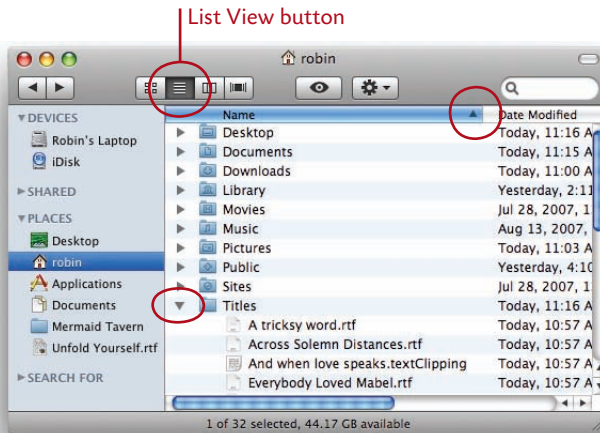 List View button
robin
Name
Date Modified
DEVICES
Robin's Laptop
iDisk
SHARED
PLACES
Desktop
robin
Applications
Documents
Mermaid Tavern
Unfold Yourself.rtf
SEARCH FOR
Desktop Today, 11:16 A
Documents Today, 11:15 A
Downloads Today, 11:00 A
Library Yesterday, 2:11
Movies Jul 28, 2007, 1
Music Aug 13, 2007,
Pictures Today, 11:03 A
Public Yesterday, 4:10
Sites Jul 28, 2007, 1
Titles Today, 11:16 A
A tricksy word.rtf Today, 10:57 A
Across Solemn Distances.rtf Today, 10:57 A
And when love speaks.textClipping Today, 10:57 A
Everybody Loved Mabel.rtf Today, 10:57 A
1 of 32 selected, 44.17 GB available